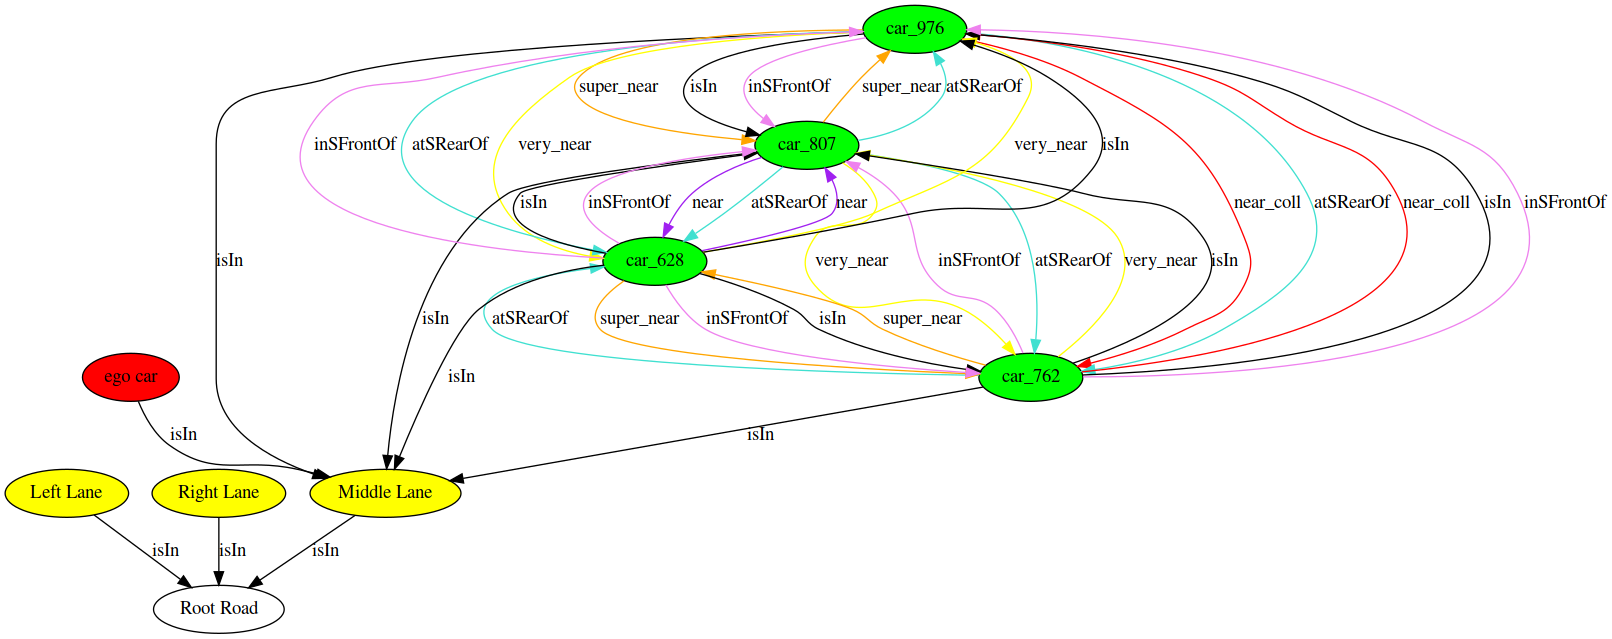 car_976
super_near
isIn
inSFrontOf
super_near
atSRearOf
inSFrontOf
atSRearOf
very_near
car_807
very_near
isIn
isIn
inSFrontOf
near
atSRearOf
near
near_coll
atSRearOf
near_coll
isIn
inSFrontOf
isIn
car_628
very_near
inSFrontOf
atSRearOf
very_near
isIn
isIn
atSRearOf
super_near
inSFrontOf
isIn
super_near
ego car
isIn
car_762
isIn
isIn
Left Lane
Right Lane
Middle Lane
isIn
isIn
isIn
Root Road